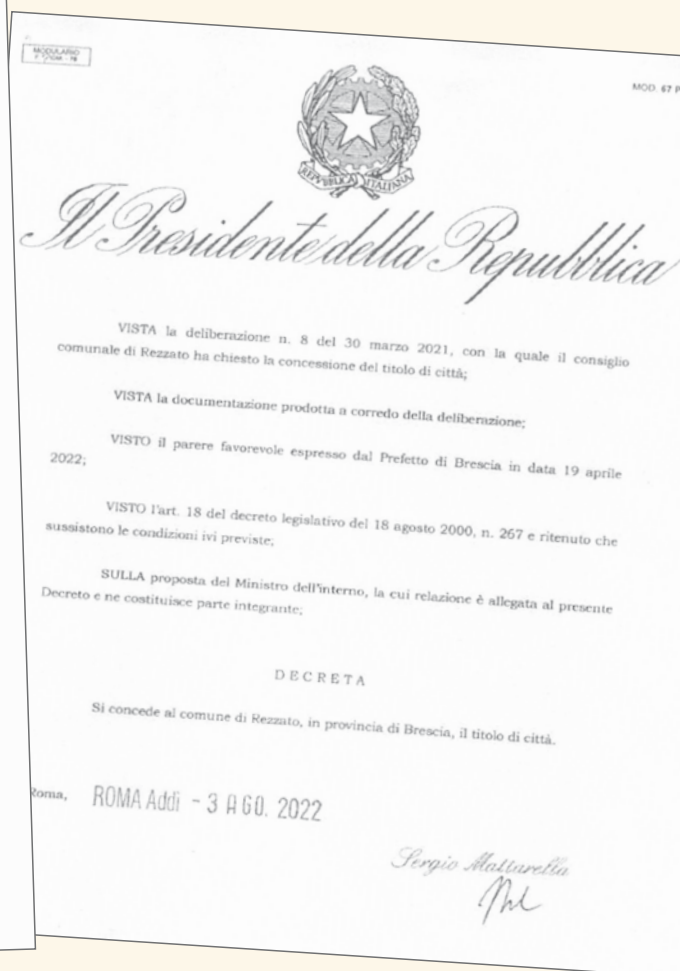 MODULARIO
MOD. 67 P
REPVBBLICA ITALIANA
Il Presidente della Repubblica
VISTA la deliberazione n. 8 del 30 marzo 2021, con la quale il consiglio
comunale di Rezzato ha chiesto la concessione del titolo di città;
VISTA la documentazione prodotta a corredo della deliberazione;
VISTO il parere favorevole espresso dal Prefetto di Brescia in data 19 aprile
2022;
VISTO l'art. 18 del decreto legislativo del 18 agosto 2000, n. 267 e ritenuto che
sussistono le condizioni ivi previste;
SULLA proposta del Ministro dell'interno, la cui relazione è allegata al presente
Decreto e ne costituisce parte integrante;
DECRETA
Si concede al comune di Rezzato, in provincia di Brescia, il titolo di città.
Roma, ROMA Addi - 3 AGO. 2022
Sergio Mattarella